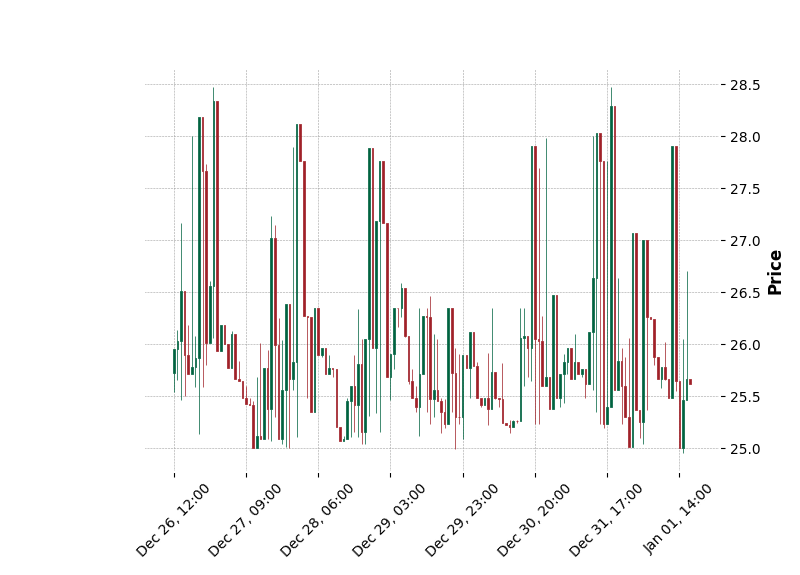 28.5
28.0
27.5
27.0
26.5
26.0
25.5
25.0
Price
Dec 26, 12:00
Dec 27, 09:00
Dec 28, 06:00
Dec 29, 03:00
Dec 29, 23:00
Dec 30, 20:00
Dec 31, 17:00
Jan 01, 14:00